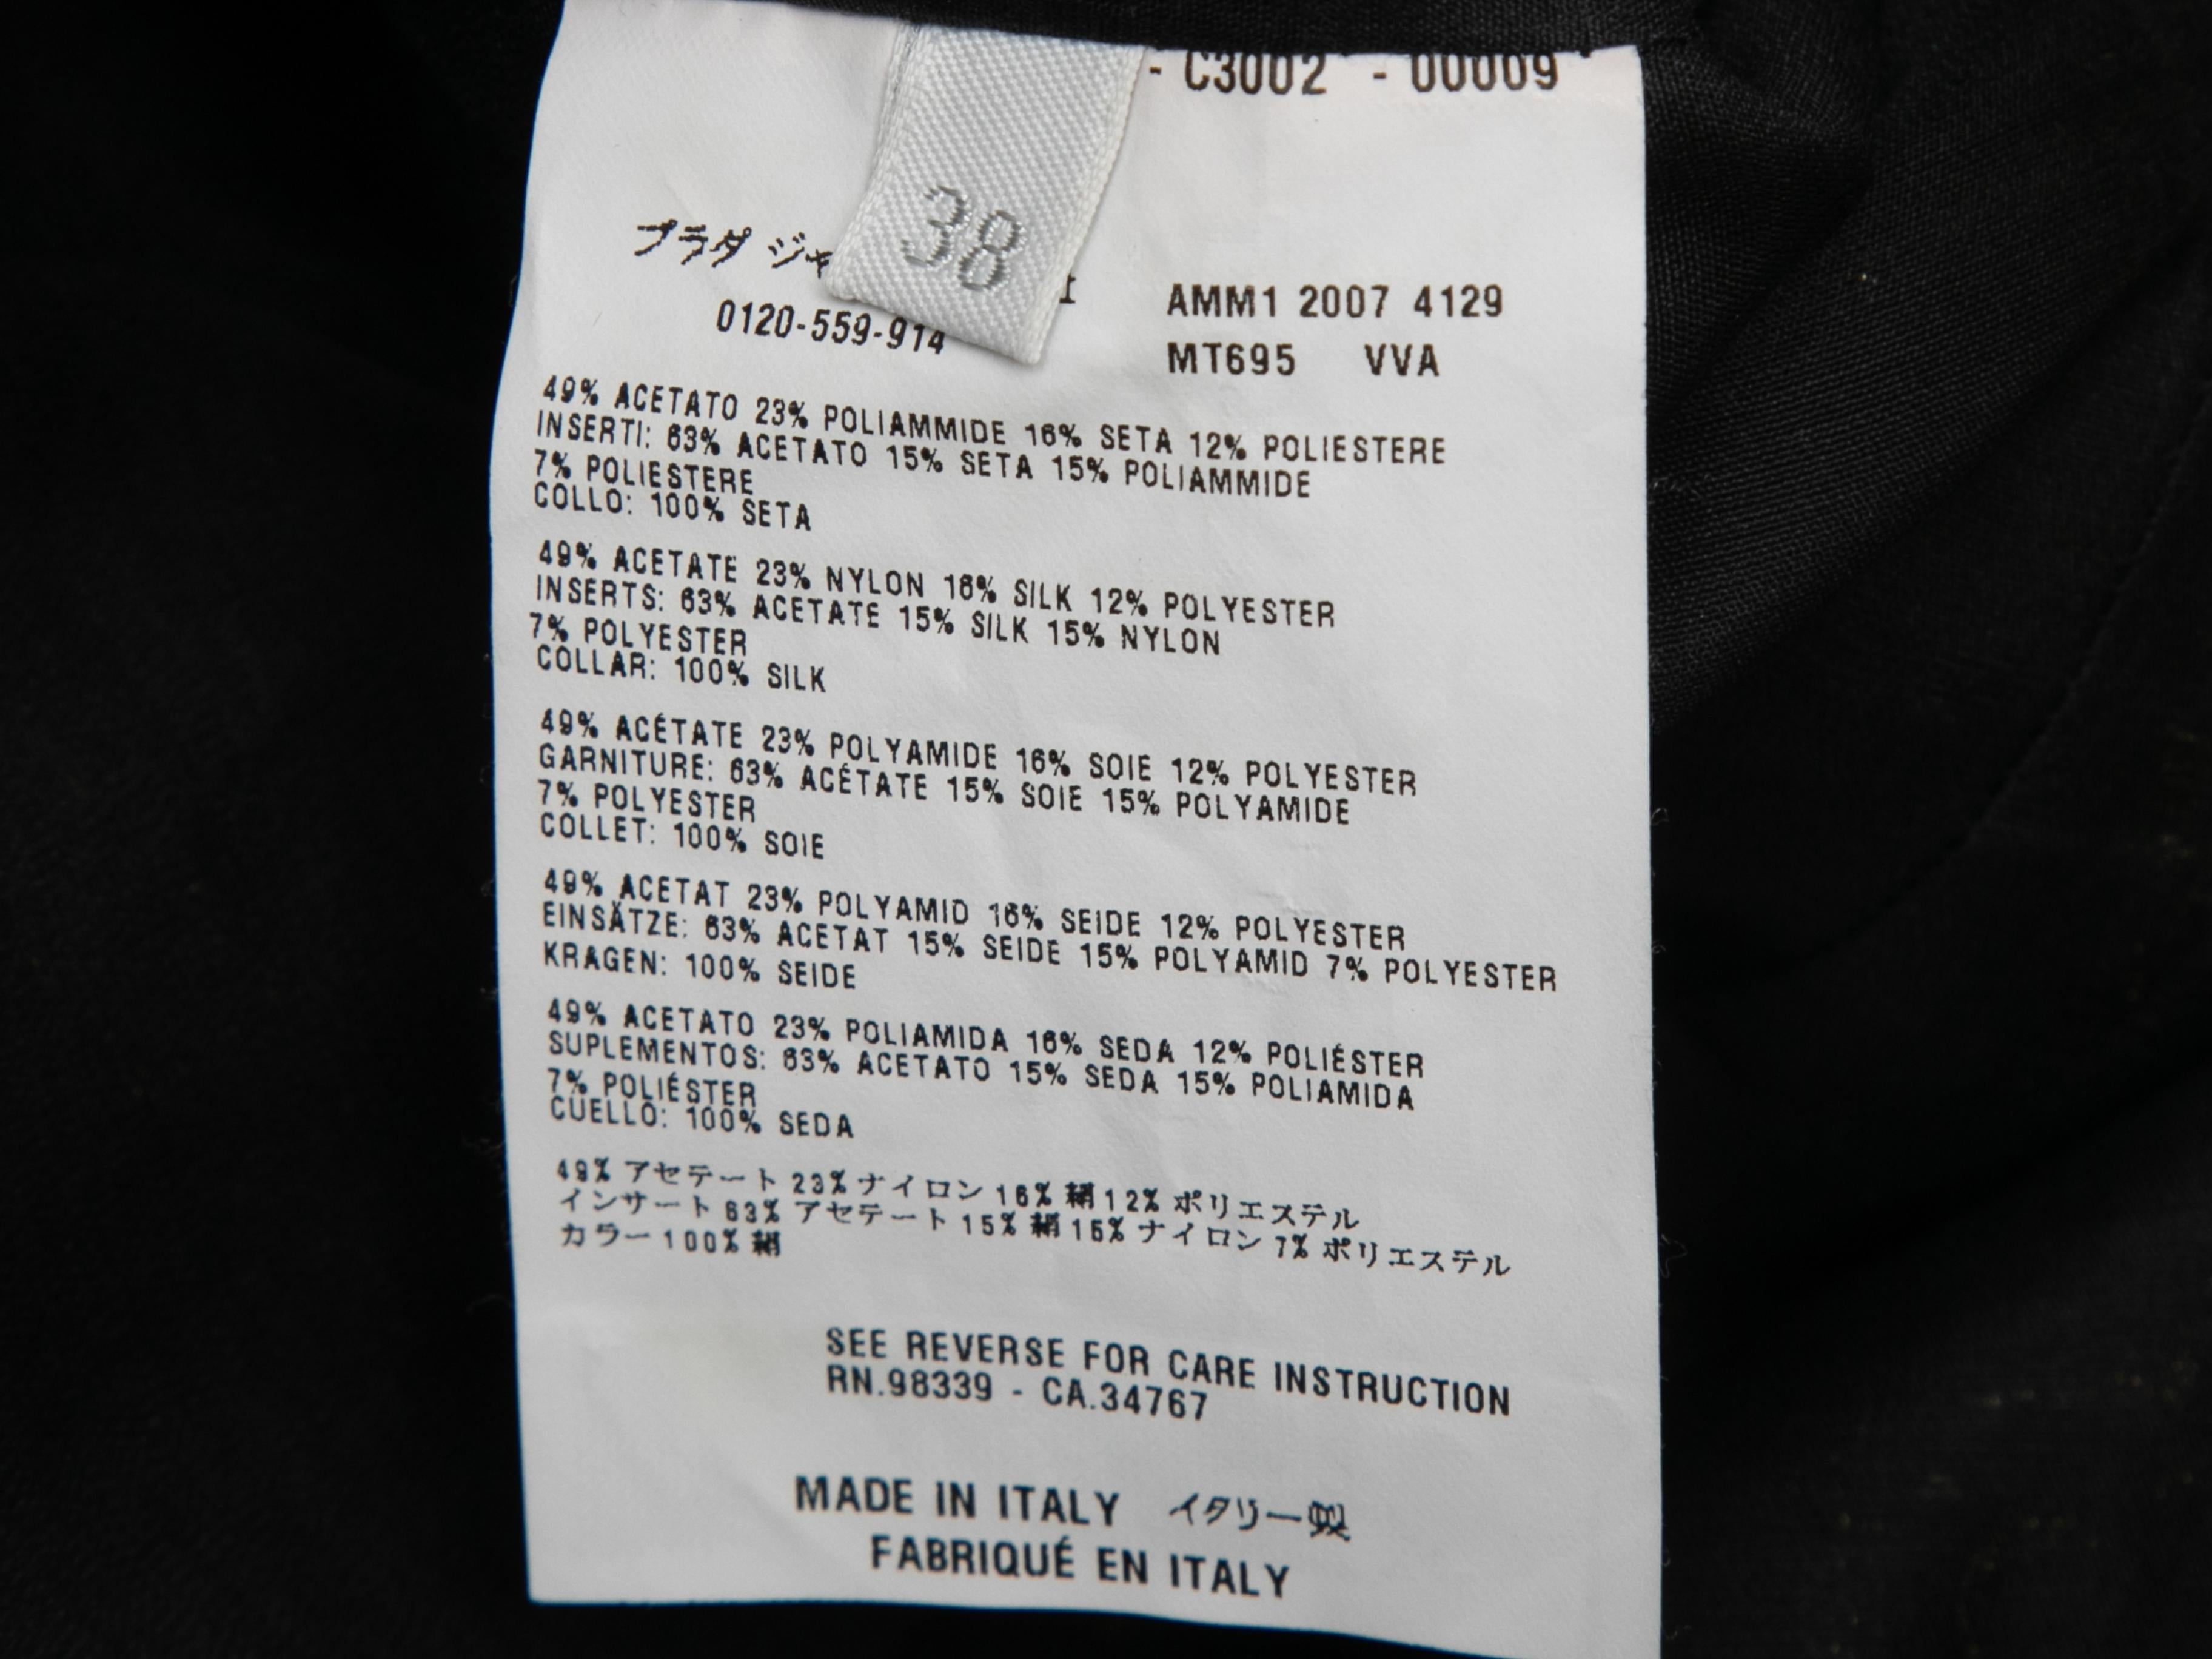 - C3002 - 00009
38
プラダ ジャ
0120-559-914
AMM1 2007 4129
MT695 VVA
49% ACETATO 23% POLIAMMIDE 16% SETA 12% POLIESTERE
INSERTI: 63% ACETATO 15% SETA 15% POLIAMMIDE
7% POLIESTERE
COLLO: 100% SETA
49% ACETATE 23% NYLON 16% SILK 12% POLYESTER
INSERTS: 63% ACETATE 15% SILK 15% NYLON
7% POLYESTER
COLLAR: 100% SILK
49% ACÉTATE 23% POLYAMIDE 16% SOIE 12% POLYESTER
GARNITURE: 63% ACÉTATE 15% SOIE 15% POLYAMIDE
7% POLYESTER
COLLET: 100% SOIE
49% ACETAT 23% POLYAMID 16% SEIDE 12% POLYESTER
EINSÄTZE: 63% ACETAT 15% SEIDE 15% POLYAMID 7% POLYESTER
KRAGEN: 100% SEIDE
49% ACETATO 23% POLIAMIDA 16% SEDA 12% POLIÉSTER
SUPLEMENTOS: 63% ACETATO 15% SEDA 15% POLIAMIDA
7% POLIÉSTER
CUELLO: 100% SEDA
49% アセテート 23% ナイロン 16% 絹 12% ポリエステル
インサート 63% アセテート 15% 絹 15% ナイロン 7% ポリエステル
カラー 100% 絹
SEE REVERSE FOR CARE INSTRUCTION
RN.98339 - CA.34767
MADE IN ITALY イタリー製
FABRIQUÉ EN ITALY